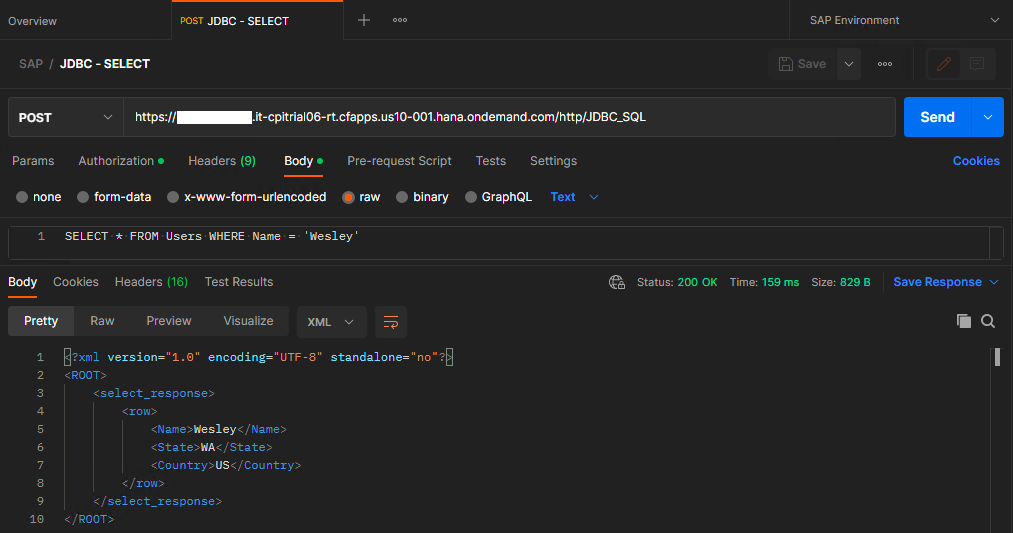 Overview
POST JDBC - SELECT
SAP Environment
SAP / JDBC - SELECT
Save
POST
https://
.it-cpitrial06-rt.cfapps.us10-001.hana.ondemand.com/http/JDBC_SQL
Send
Params Authorization Headers (9) Body Pre-request Script Tests Settings Cookies
none form-data x-www-form-urlencoded raw binary GraphQL Text
1 SELECT * FROM Users WHERE Name = 'Wesley'
Body Cookies Headers (16) Test Results Status: 200 OK Time: 159 ms Size: 829 B Save Response
Pretty Raw Preview Visualize XML
1 <?xml version="1.0" encoding="UTF-8" standalone="no"?>
2 <ROOT>
3 <select_response>
4 <row>
5 <Name>Wesley</Name>
6 <State>WA</State>
7 <Country>US</Country>
8 </row>
9 </select_response>
10 </ROOT>